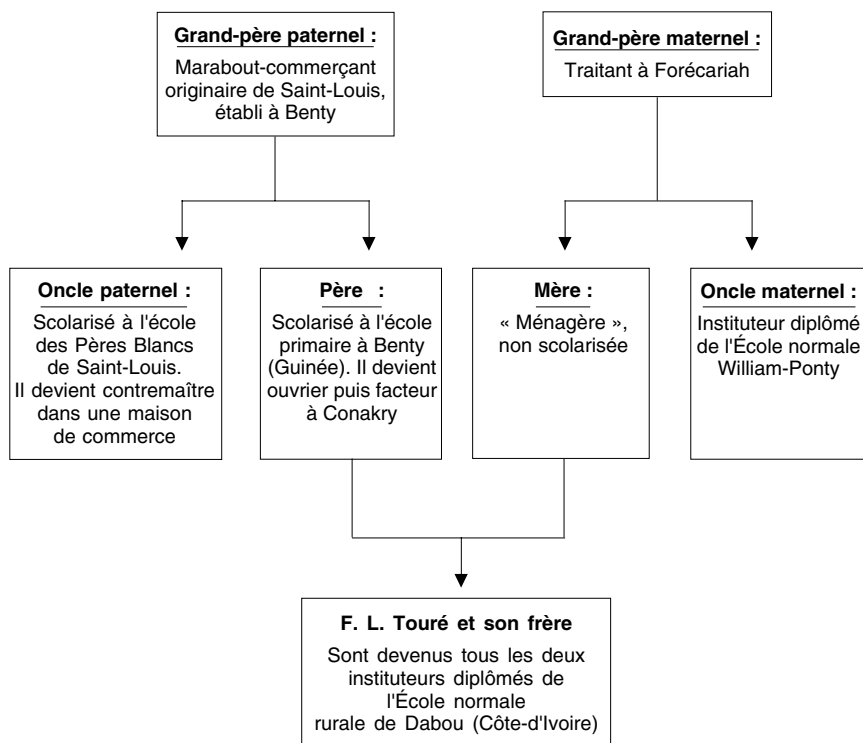 Grand-père paternel :
Marabout-commerçant
originaire de Saint-Louis,
établi à Benty
Grand-père maternel :
Traitant à Forécariah
Oncle paternel :
Scolarisé à l'école
des Pères Blancs
de Saint-Louis.
Il devient contremaître
dans une maison
de commerce
Père :
Scolarisé à l'école
primaire à Benty
(Guinée). Il devient
ouvrier puis facteur
à Conakry
Mère :
« Ménagère »,
non scolarisée
Oncle maternel :
Instituteur diplômé
de l'École normale
William-Ponty
F. L. Touré et son frère
Sont devenus tous les deux
instituteurs diplômés de
l'École normale
rurale de Dabou (Côte-d'Ivoire)